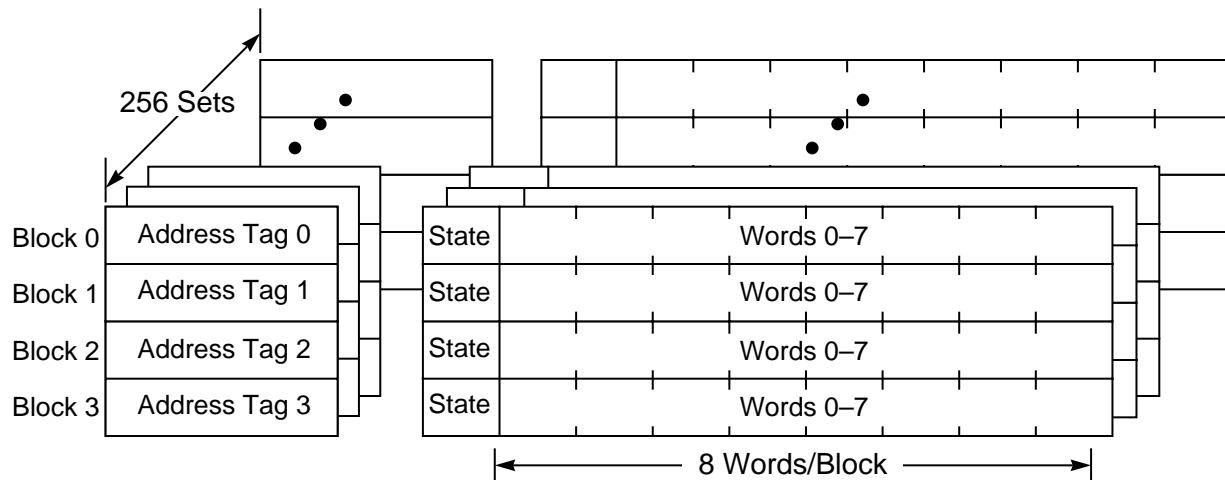 256 Sets
Block 0 Address Tag 0 State Words 0–7
Block 1 Address Tag 1 State Words 0–7
Block 2 Address Tag 2 State Words 0–7
Block 3 Address Tag 3 State Words 0–7
8 Words/Block